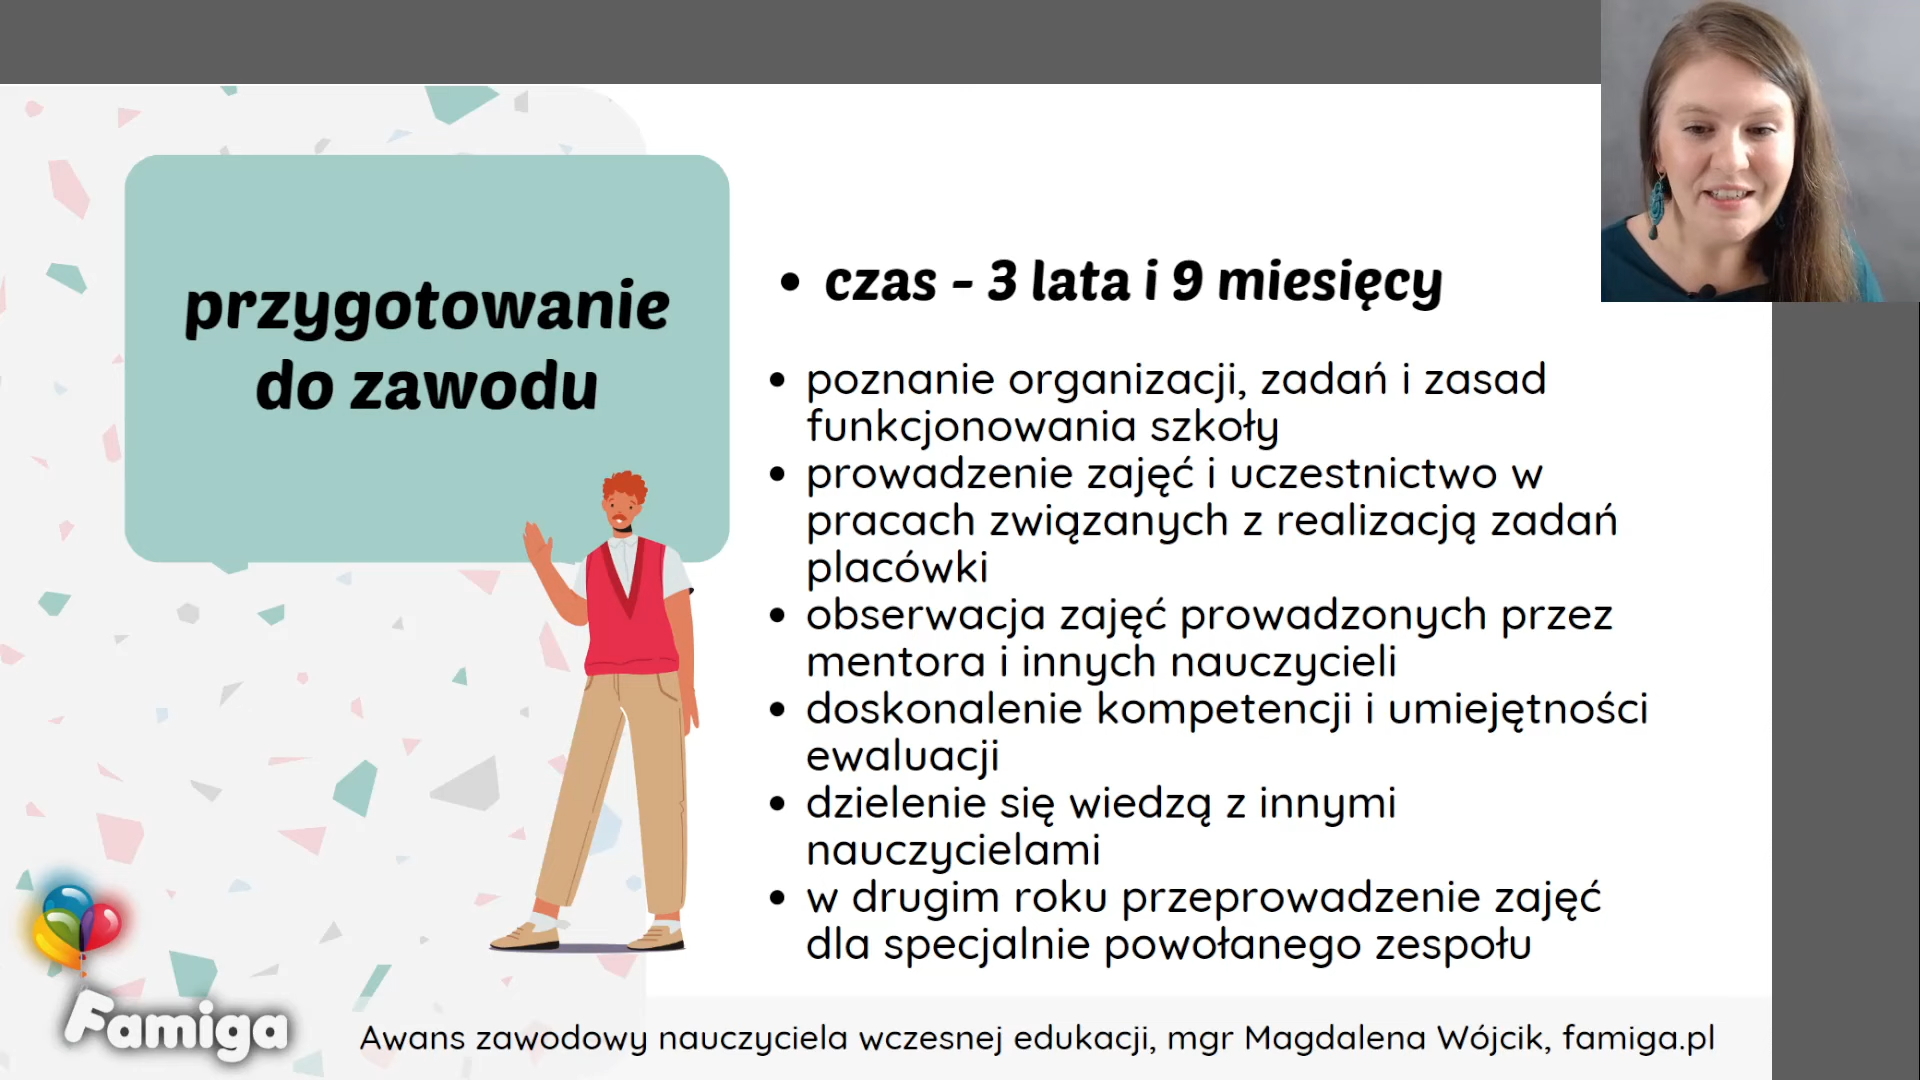 przygotowanie
do zawodu
• czas - 3 lata i 9 miesięcy
• poznanie organizacji, zadań i zasad
funkcjonowania szkoły
• prowadzenie zajęć i uczestnictwo w
pracach związanych z realizacją zadań
placówki
• obserwacja zajęć prowadzonych przez
mentora i innych nauczycieli
• doskonalenie kompetencji i umiejętności
ewaluacji
• dzielenie się wiedzą z innymi
nauczycielami
• w drugim roku przeprowadzenie zajęć
dla specjalnie powołanego zespołu
Famiga
Awans zawodowy nauczyciela wczesnej edukacji, mgr Magdalena Wójcik, famiga.pl